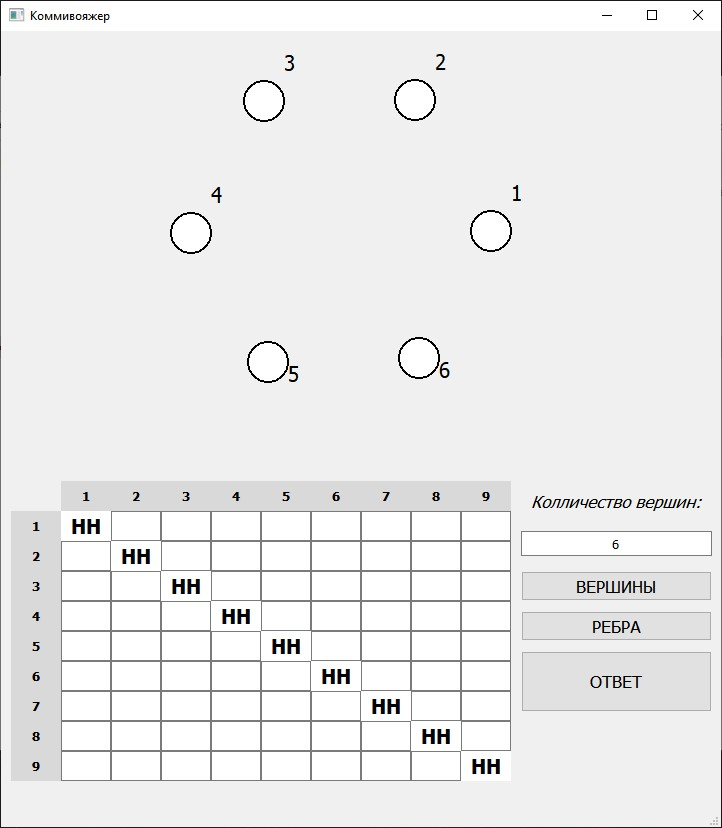 Коммивояжер
3 2
4 1
5 6
1 2 3 4 5 6 7 8 9
Колличество вершин:
1 НН
2 НН
3 НН
4 НН
5 НН
6 НН
7 НН
8 НН
9 НН
6
ВЕРШИНЫ
РЕБРА
ОТВЕТ